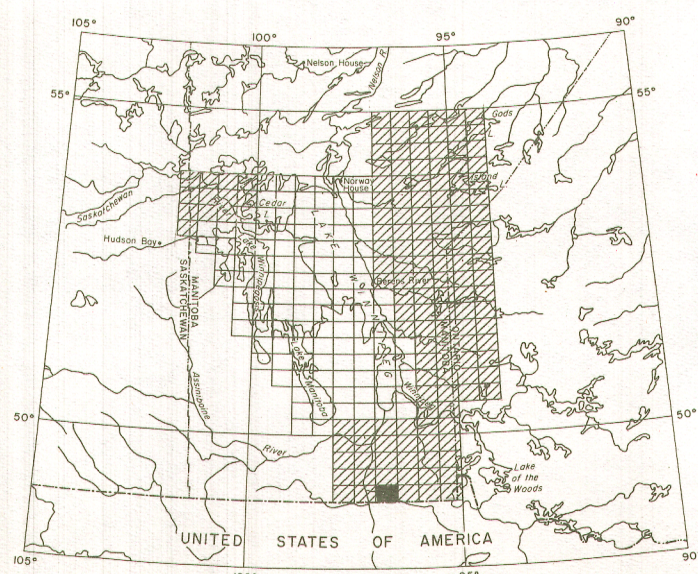 105°
100°
90°
Nelson House
Nelson R
55°
55°
Gods
L
Norway
House
Island
L
Saskatchewan
Cedar
L
Hudson Bay
LAKE
WINNIPEG
Lake
Winnipegosis
Berens River
MANITOBA
SASKATCHEWAN
ONTARIO
MANITOBA
Lake
Manitoba
Winnipeg
Assiniboine
River
50°
50°
Lake
of the
Woods
UNITED STATES OF AMERICA
105°
100°
95°
90